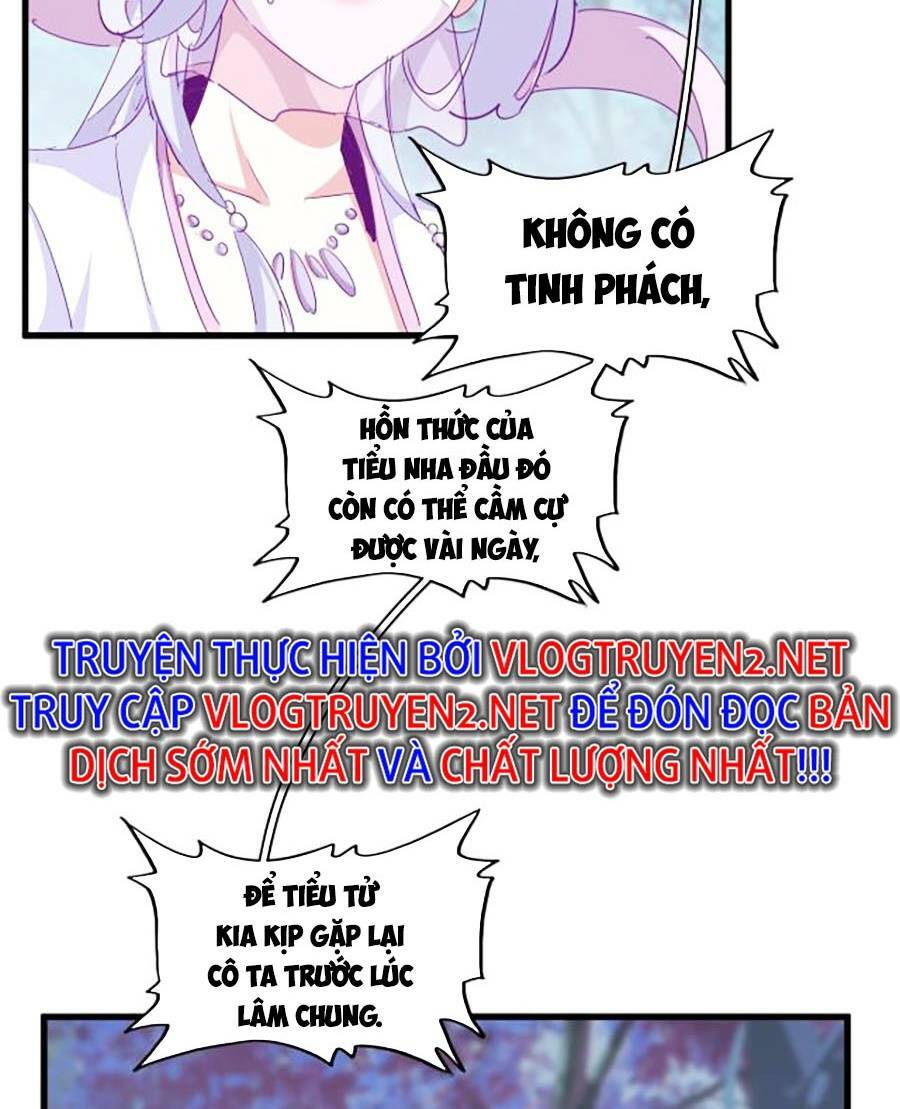 KHÔNG CÓ
TINH PHÁCH,
HỒN THỨC CỦA
TIỂU NHA ĐẦU ĐÓ
CÒN CÓ THỂ CẦM CỰ
ĐƯỢC VÀI NGÀY,
TRUYỆN THỰC HIỆN BỞI VLOGTRUYEN2.NET
TRUY CẬP VLOGTRUYEN2.NET ĐỂ ĐÓN ĐỌC BẢN
DỊCH SỚM NHẤT VÀ CHẤT LƯỢNG NHẤT!!!
ĐỂ TIỂU TỬ
KIA KỊP GẶP LẠI
CÔ TA TRƯỚC LÚC
LÂM CHUNG.